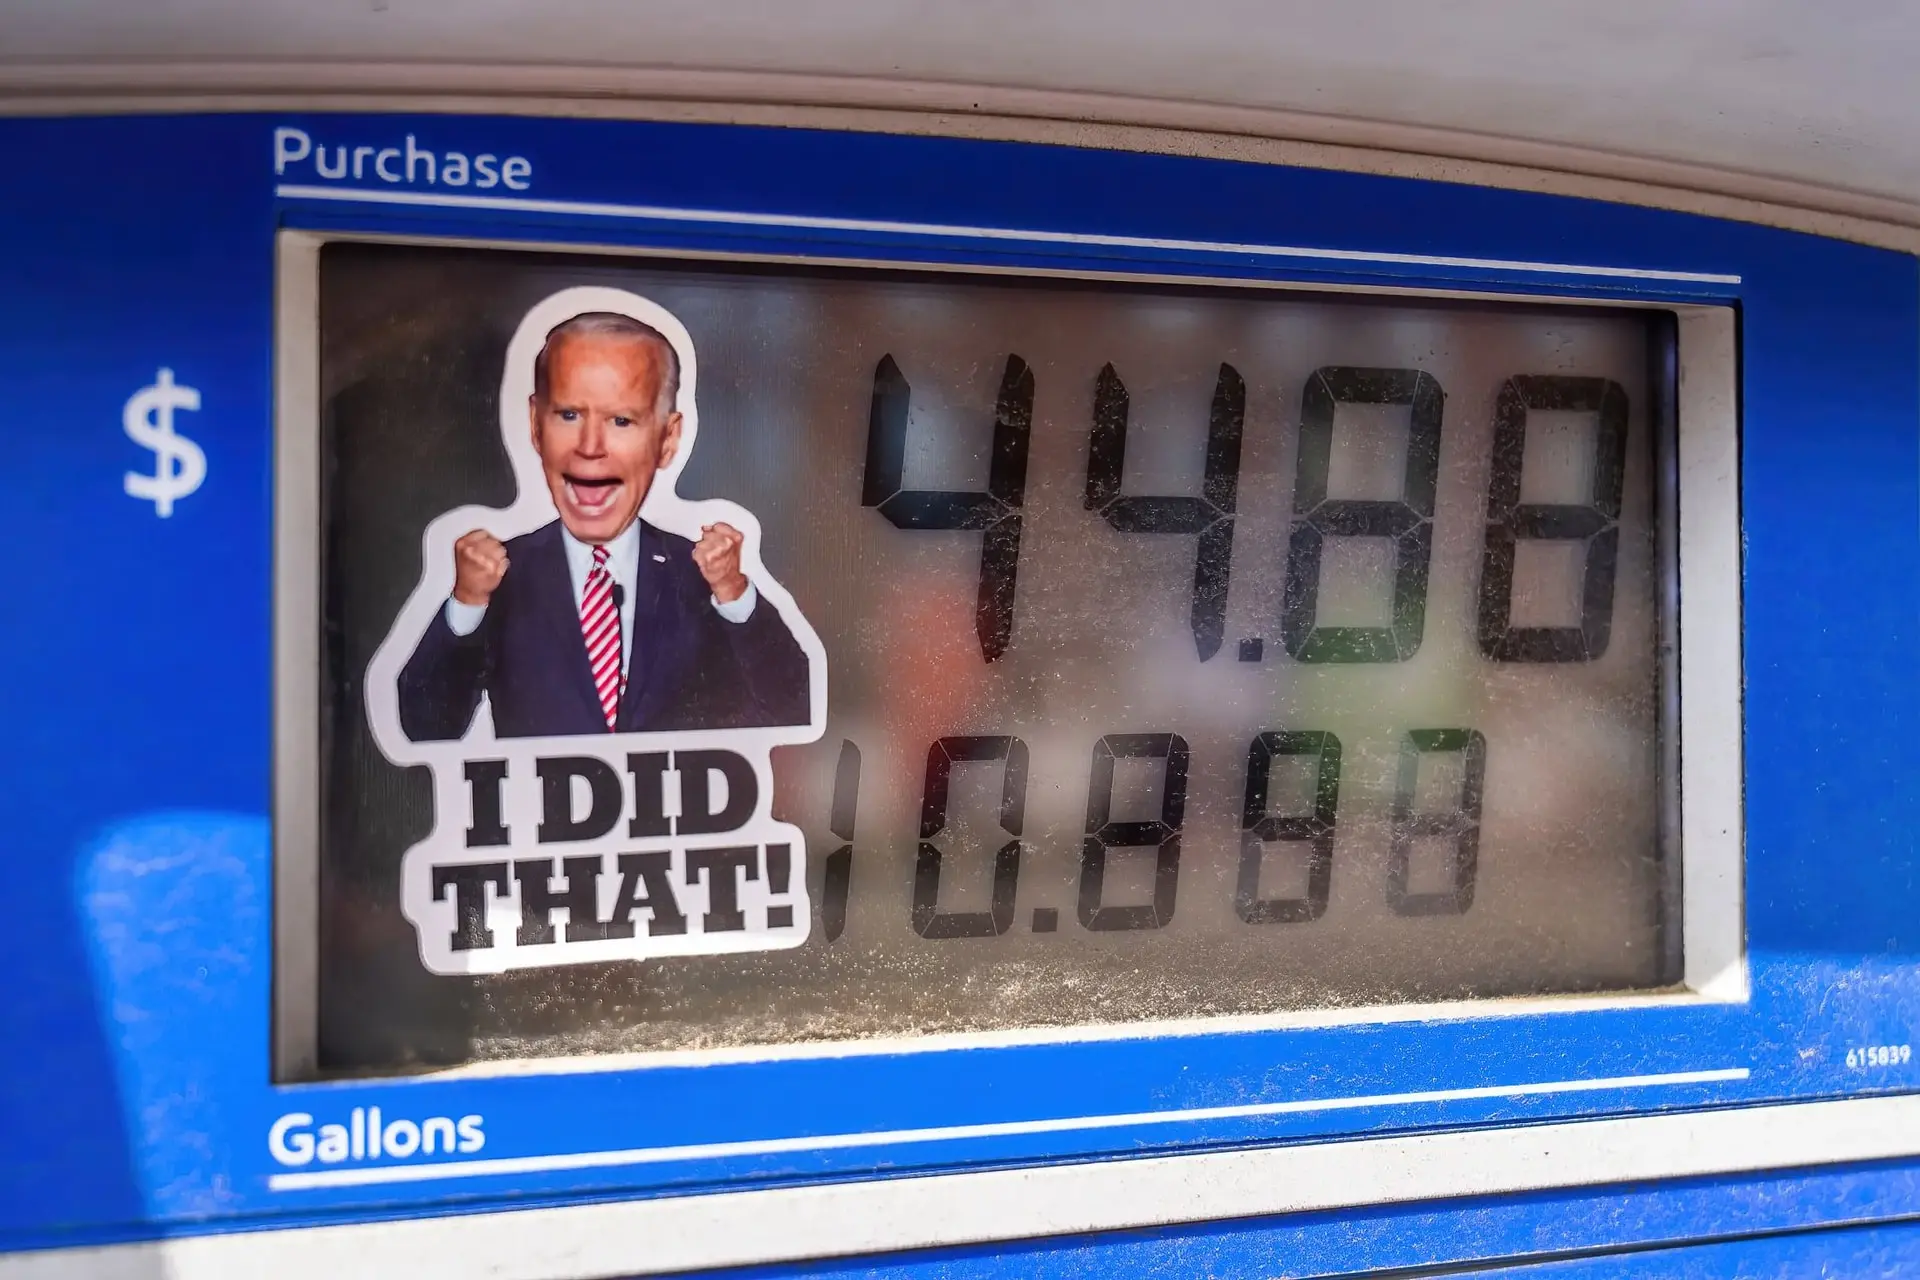 Purchase
$
44.88
I DID
THAT!
10.888
615839
Gallons